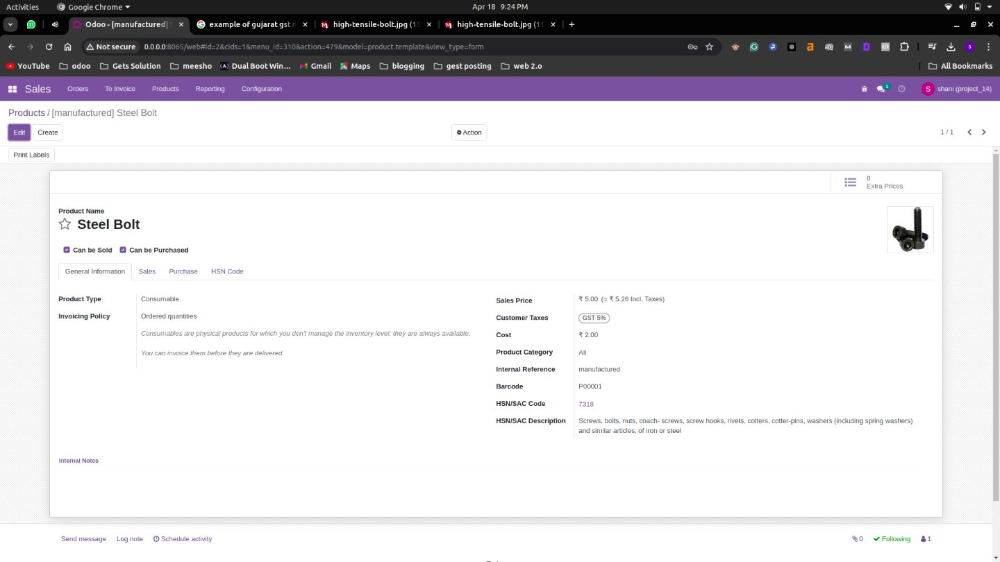 Activities
Google Chrome
Apr 18 9:24 PM
Odoo - [manufactured] S
example of gujarat gst n
high-tensile-bolt.jpg (15
high-tensile-bolt.jpg (15
Not secure
0.0.0.0:8065/web#id=2&cids=1&menu_id=310&action=479&model=product.template&view_type=form
YouTube
odoo
Gets Solution
meesho
Dual Boot Win...
Gmail
Maps
blogging
gest posting
web 2.o
All Bookmarks
Sales
Orders
To Invoice
Products
Reporting
Configuration
1
S
shani (project_14)
Products / [manufactured] Steel Bolt
Edit
Create
Action
1 / 1
Print Labels
0
Extra Prices
Product Name
Steel Bolt
Can be Sold
Can be Purchased
General Information
Sales
Purchase
HSN Code
Product Type
Consumable
Invoicing Policy
Ordered quantities
Consumables are physical products for which you don't manage the inventory level: they are always available.
You can invoice them before they are delivered.
Sales Price
₹ 5.00 (= ₹ 5.26 Incl. Taxes)
Customer Taxes
GST 5%
Cost
₹ 2.00
Product Category
All
Internal Reference
manufactured
Barcode
P00001
HSN/SAC Code
7318
HSN/SAC Description
Screws, bolts, nuts, coach- screws, screw hooks, rivets, cotters, cotter-pins, washers (including spring washers)
and similar articles, of iron or steel
Internal Notes
Send message
Log note
Schedule activity
0
Following
1